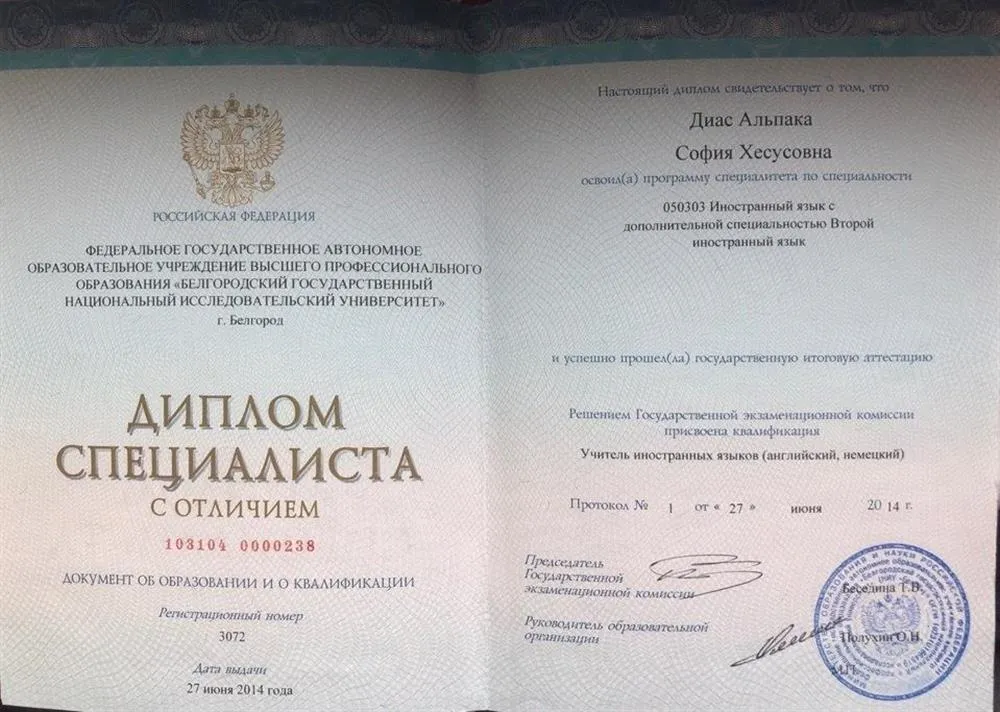 РОССИЙСКАЯ ФЕДЕРАЦИЯ
ФЕДЕРАЛЬНОЕ ГОСУДАРСТВЕННОЕ АВТОНОМНОЕ
ОБРАЗОВАТЕЛЬНОЕ УЧРЕЖДЕНИЕ ВЫСШЕГО ПРОФЕССИОНАЛЬНОГО
ОБРАЗОВАНИЯ «БЕЛГОРОДСКИЙ ГОСУДАРСТВЕННЫЙ
НАЦИОНАЛЬНЫЙ ИССЛЕДОВАТЕЛЬСКИЙ УНИВЕРСИТЕТ»
г. Белгород
ДИПЛОМ
СПЕЦИАЛИСТА
С ОТЛИЧИЕМ
103104 0000238
ДОКУМЕНТ ОБ ОБРАЗОВАНИИ И О КВАЛИФИКАЦИИ
Регистрационный номер
3072
Дата выдачи
27 июня 2014 года
Настоящий диплом свидетельствует о том, что
Диас Альпака
София Хесусовна
освоил(а) программу специалитета по специальности
050303 Иностранный язык с
дополнительной специальностью Второй
иностранный язык
и успешно прошел(ла) государственную итоговую аттестацию
Решением Государственной экзаменационной комиссии
присвоена квалификация
Учитель иностранных языков (английский, немецкий)
Протокол № 1 от « 27 » июня 20 14 г.
Председатель
Государственной
экзаменационной комиссии
Беседина Т.В.
Руководитель образовательной
организации
Полухин О.Н.
М.П.